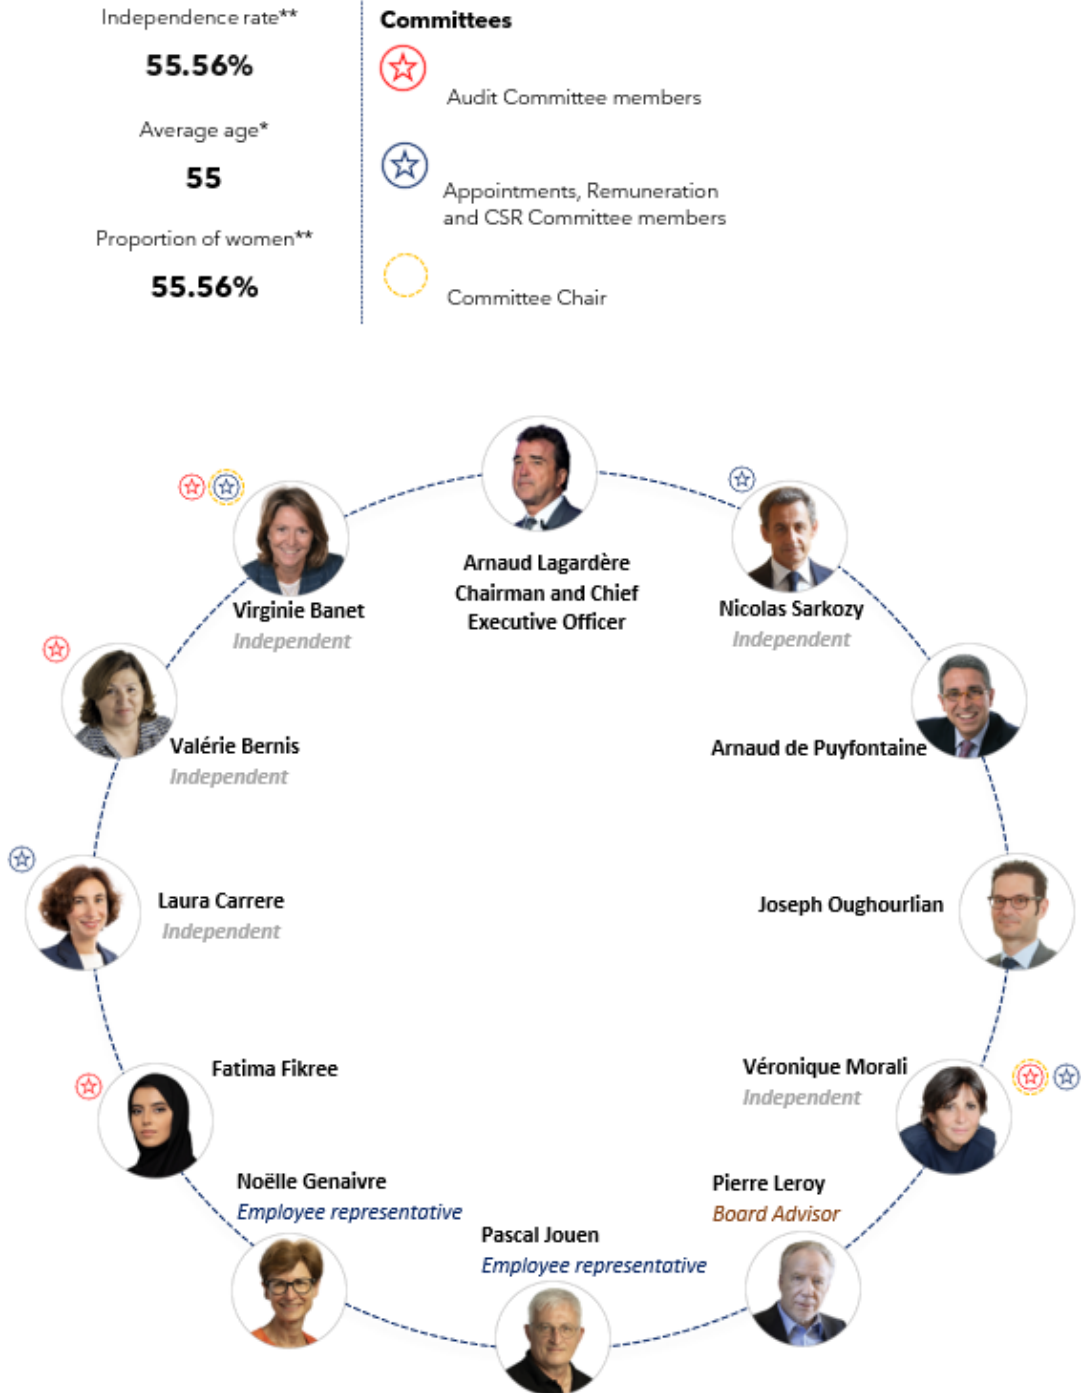 Independence rate**
55.56%
Average age*
55
Proportion of women**
55.56%
Committees
Audit Committee members
Appointments, Remuneration
and CSR Committee members
Committee Chair
Arnaud Lagardère
Chairman and Chief
Executive Officer
Nicolas Sarkozy
Independent
Virginie Banet
Independent
Valérie Bernis
Independent
Arnaud de Puyfontaine
Laura Carrere
Independent
Joseph Oughourlian
Fatima Fikree
Véronique Morali
Independent
Noëlle Genaivre
Employee representative
Pascal Jouen
Employee representative
Pierre Leroy
Board Advisor